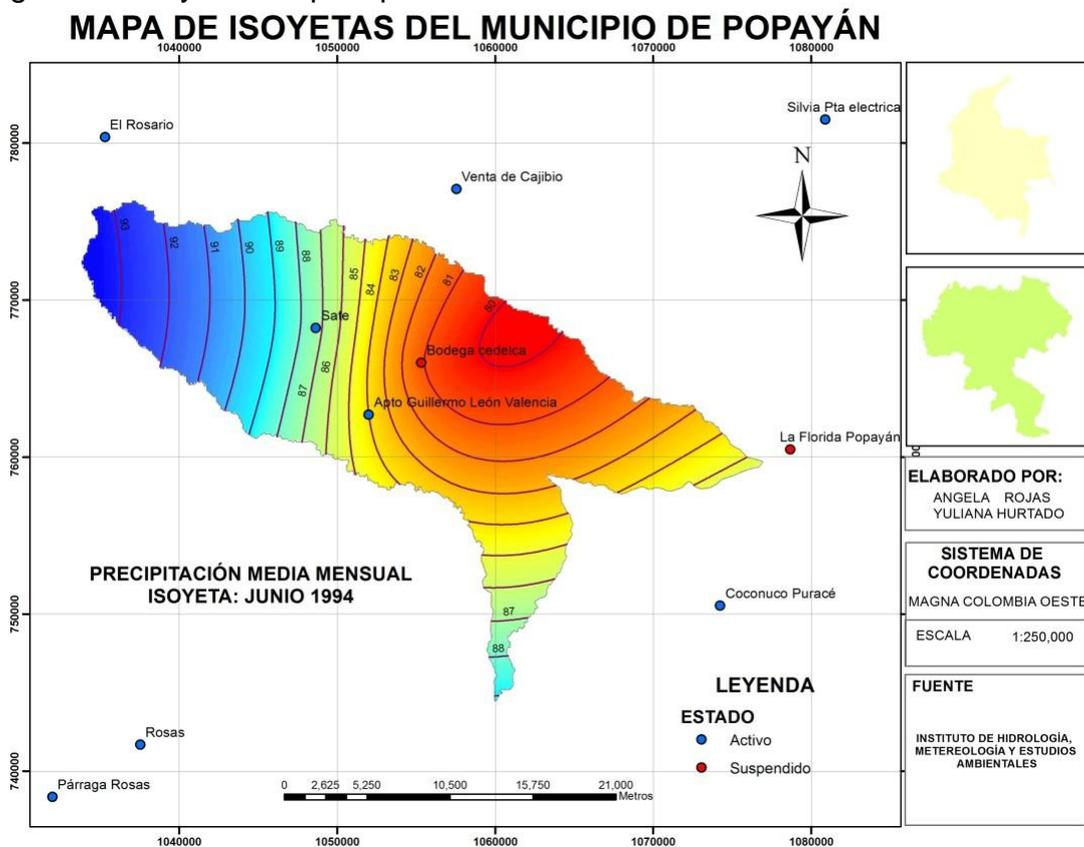 MAPA DE ISOYETAS DEL MUNICIPIO DE POPAYÁN
1040000 1050000 1060000 1070000 1080000
780000
770000
760000
750000
740000
El Rosario
Silvia Pta electrica
Venta de Cajibio
N
93 92 91 90 89 88 85 84 83 82 81 80
Sate
Bodega cedelca
87 86
Apto Guillermo León Valencia
La Florida Popayán
87
88
Coconuco Puracé
Rosas
Párraga Rosas
PRECIPITACIÓN MEDIA MENSUAL
ISOYETA: JUNIO 1994
LEYENDA
ESTADO
Activo
Suspendido
0 2,625 5,250 10,500 15,750 21,000
Metros
1040000 1050000 1060000 1070000 1080000
ELABORADO POR:
ANGELA ROJAS
YULIANA HURTADO
SISTEMA DE
COORDENADAS
MAGNA COLOMBIA OESTE
ESCALA 1:250,000
FUENTE
INSTITUTO DE HIDROLOGÍA,
METEREOLOGÍA Y ESTUDIOS
AMBIENTALES